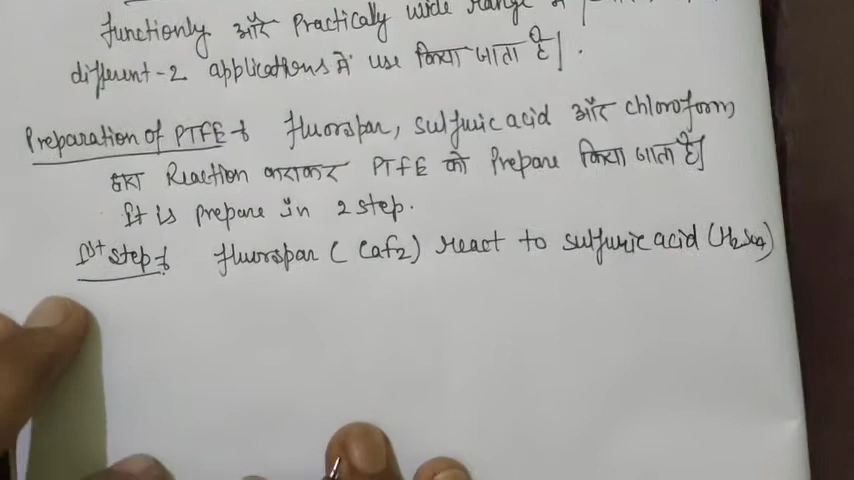 functionly और Practically wide range में
different-2 applications में use किया जाता है।
Preparation of PTFE :- fluorspar, sulfuric acid और chloroform
द्वारा Reaction कराकर PTFE को Prepare किया जाता है।
It is prepare in 2 step.
Ist step :- fluorspar (CaF2) react to sulfuric acid (H2SO4)